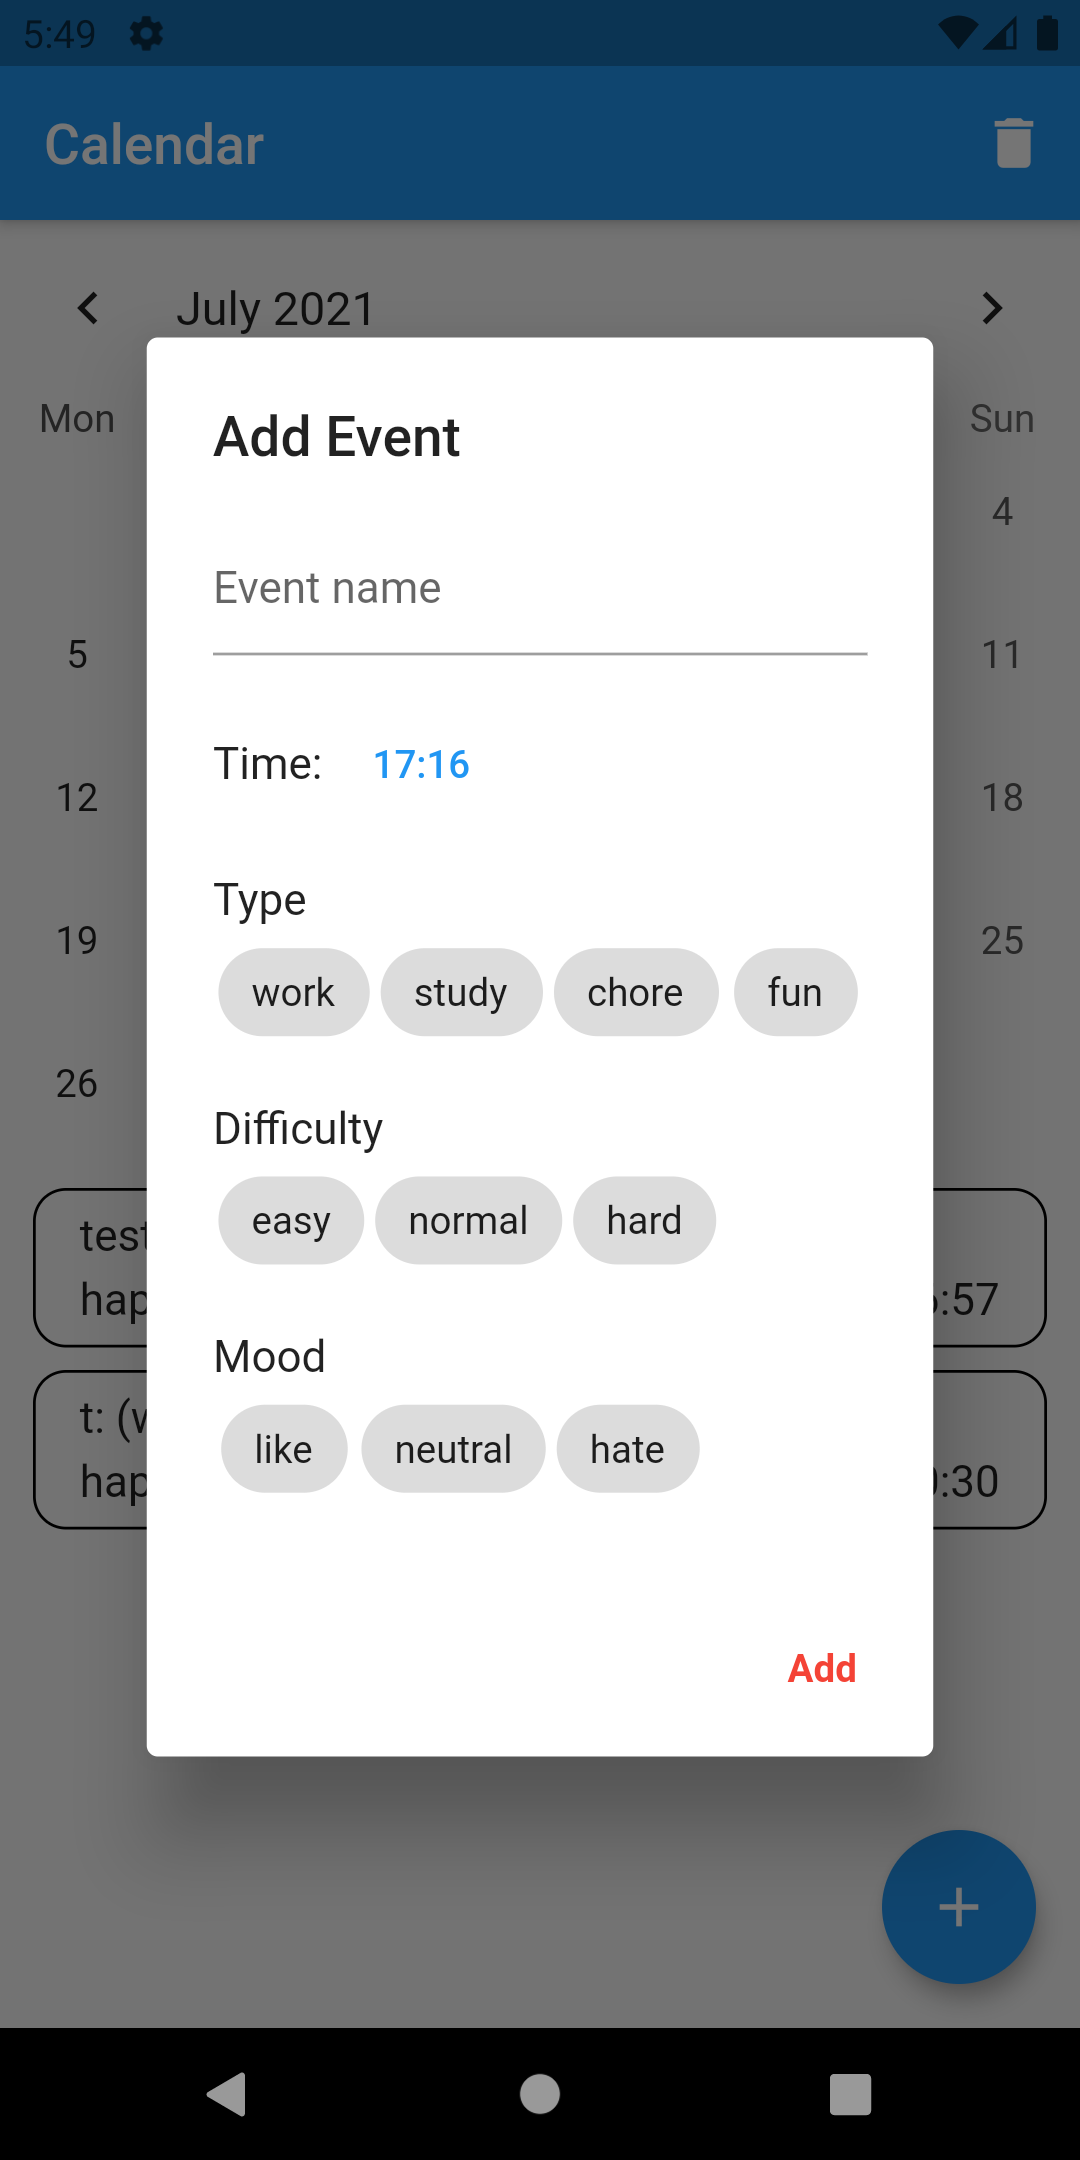 5:49
Calendar
July 2021
Mon Sun
Add Event
4
Event name
5 11
Time: 17:16
12 18
Type
19 25
work study chore fun
26
Difficulty
easy normal hard
test
hap :57
Mood
t: (
like neutral hate
hap :30
Add